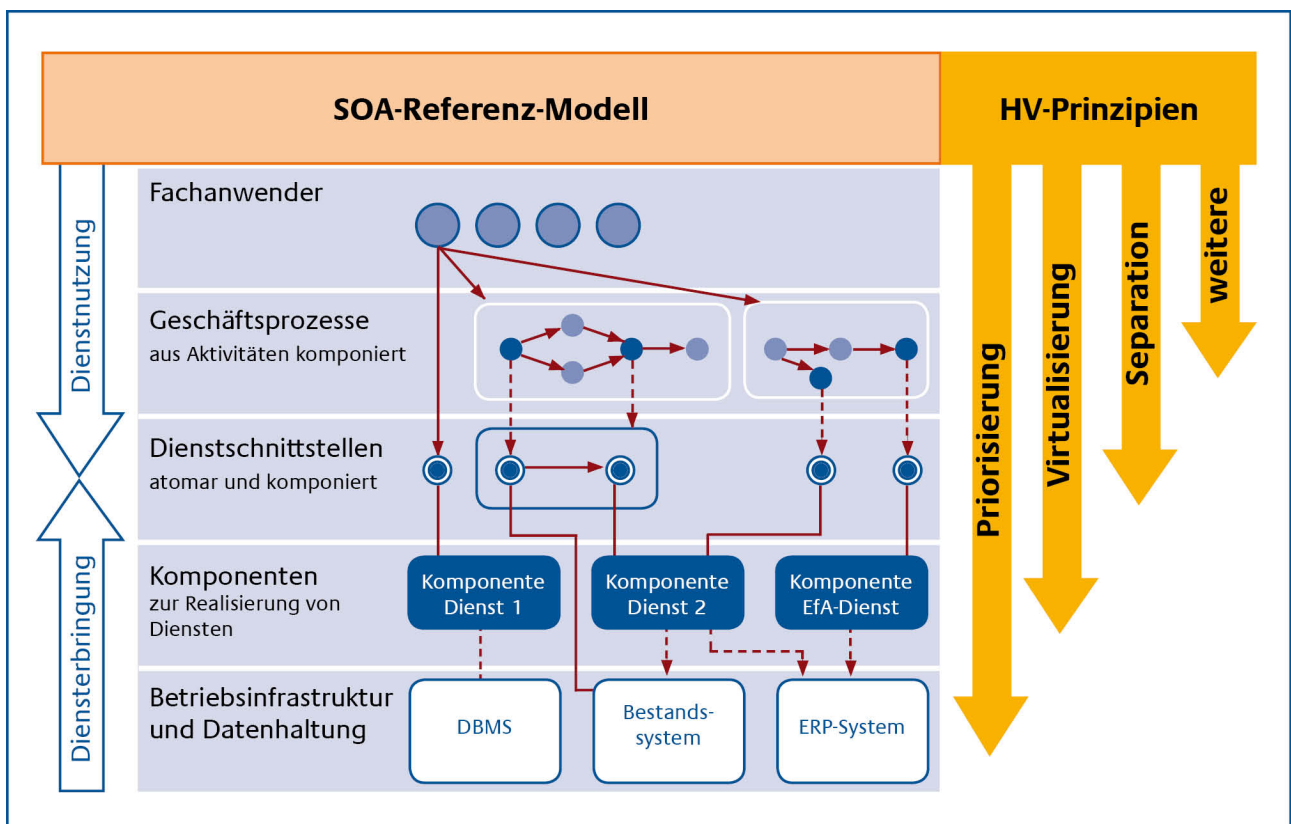 SOA-Referenz-Modell
HV-Prinzipien
Dienstnutzung
Diensterbringung
Fachanwender
Geschäftsprozesse
aus Aktivitäten komponiert
Dienstschnittstellen
atomar und komponiert
Komponenten
zur Realisierung von
Diensten
Komponente
Dienst 1
Komponente
Dienst 2
Komponente
EfA-Dienst
Betriebsinfrastruktur
und Datenhaltung
DBMS
Bestands-
system
ERP-System
Priorisierung
Virtualisierung
Separation
weitere